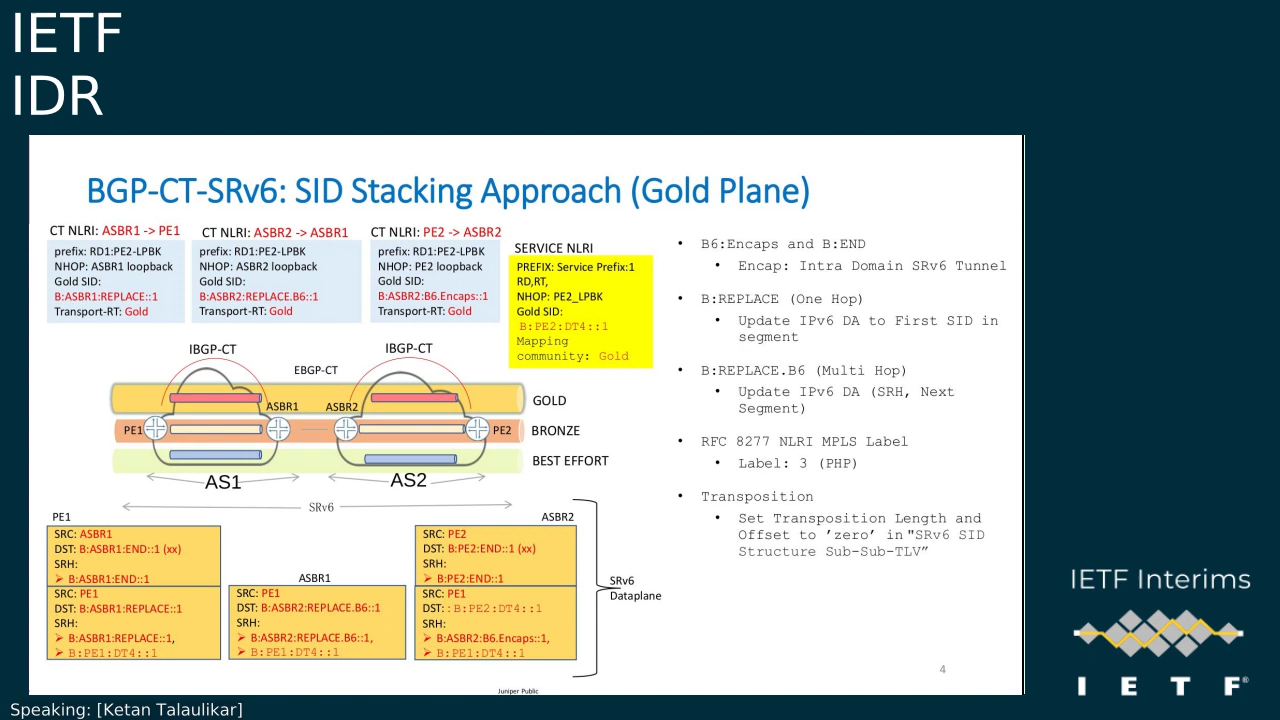 IETF
IDR
BGP-CT-SRv6: SID Stacking Approach (Gold Plane)
CT NLRI: ASBR1 -> PE1
prefix: RD1:PE2-LPBK
NHOP: ASBR1 loopback
Gold SID:
B:ASBR1:REPLACE::1
Transport-RT: Gold
CT NLRI: ASBR2 -> ASBR1
prefix: RD1:PE2-LPBK
NHOP: ASBR2 loopback
Gold SID:
B:ASBR2:REPLACE.B6::1
Transport-RT: Gold
CT NLRI: PE2 -> ASBR2
prefix: RD1:PE2-LPBK
NHOP: PE2 loopback
Gold SID:
B:ASBR2:B6.Encaps::1
Transport-RT: Gold
SERVICE NLRI
PREFIX: Service Prefix:1
RD,RT,
NHOP: PE2_LPBK
Gold SID:
B:PE2:DT4::1
Mapping
community: Gold
IBGP-CT
IBGP-CT
EBGP-CT
ASBR1
ASBR2
GOLD
PE1
PE2
BRONZE
BEST EFFORT
AS1
AS2
SRv6
PE1
SRC: ASBR1
DST: B:ASBR1:END::1 (xx)
SRH:
➢ B:ASBR1:END::1
SRC: PE1
DST: B:ASBR1:REPLACE::1
SRH:
➢ B:ASBR1:REPLACE::1,
➢ B:PE1:DT4::1
ASBR1
SRC: PE1
DST: B:ASBR2:REPLACE.B6::1
SRH:
➢ B:ASBR2:REPLACE.B6::1,
➢ B:PE1:DT4::1
ASBR2
SRC: PE2
DST: B:PE2:END::1 (xx)
SRH:
➢ B:PE2:END::1
SRC: PE1
DST::B:PE2:DT4::1
SRH:
➢ B:ASBR2:B6.Encaps::1,
➢ B:PE1:DT4::1
SRv6
Dataplane
• B6:Encaps and B:END
• Encap: Intra Domain SRv6 Tunnel
• B:REPLACE (One Hop)
• Update IPv6 DA to First SID in
segment
• B:REPLACE.B6 (Multi Hop)
• Update IPv6 DA (SRH, Next
Segment)
• RFC 8277 NLRI MPLS Label
• Label: 3 (PHP)
• Transposition
• Set Transposition Length and
Offset to ’zero’ in "SRv6 SID
Structure Sub-Sub-TLV”
4
Juniper Public
IETF Interims
I E T F®
Speaking: [Ketan Talaulikar]